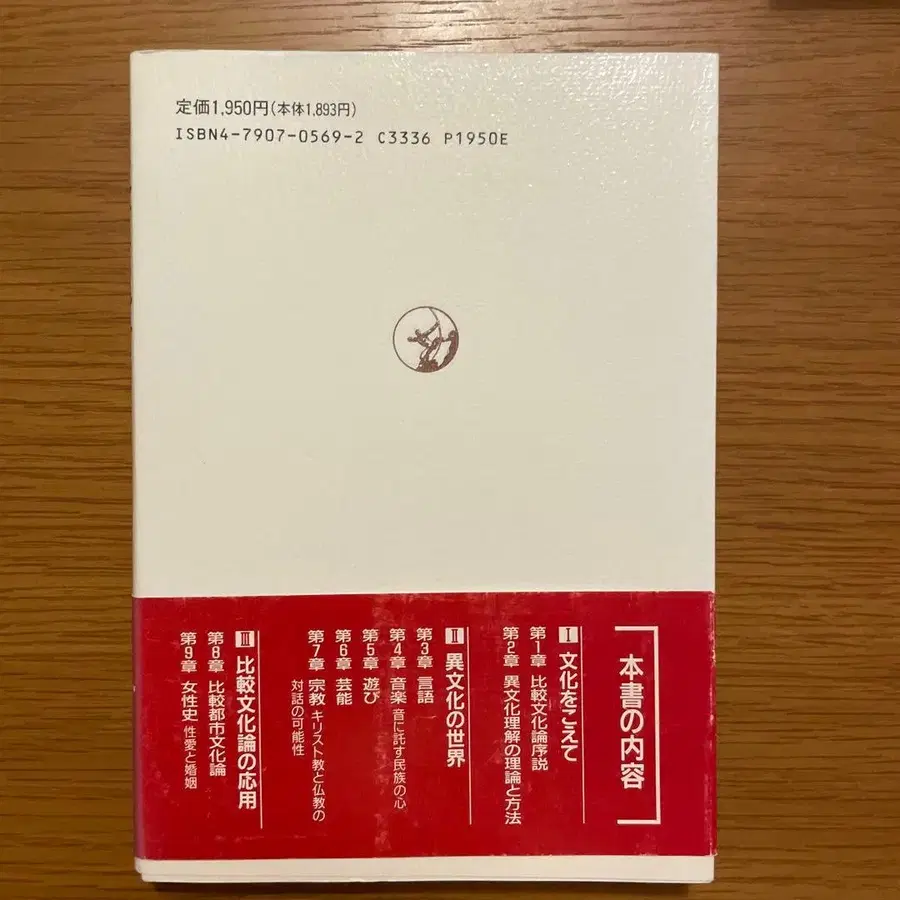 定価1,950円(本体1,893円)
ISBN4-7907-0569-2 C3336 P1950E
本書の内容
I 文化をこえて
第1章 比較文化論序説
第2章 異文化理解の理論と方法
II 異文化の世界
第3章 言語
第4章 音楽 音に託す民族の心
第5章 遊び
第6章 芸能
第7章 宗教 キリスト教と仏教の
対話の可能性
III 比較文化論の応用
第8章 比較都市文化論
第9章 女性史 性愛と婚姻